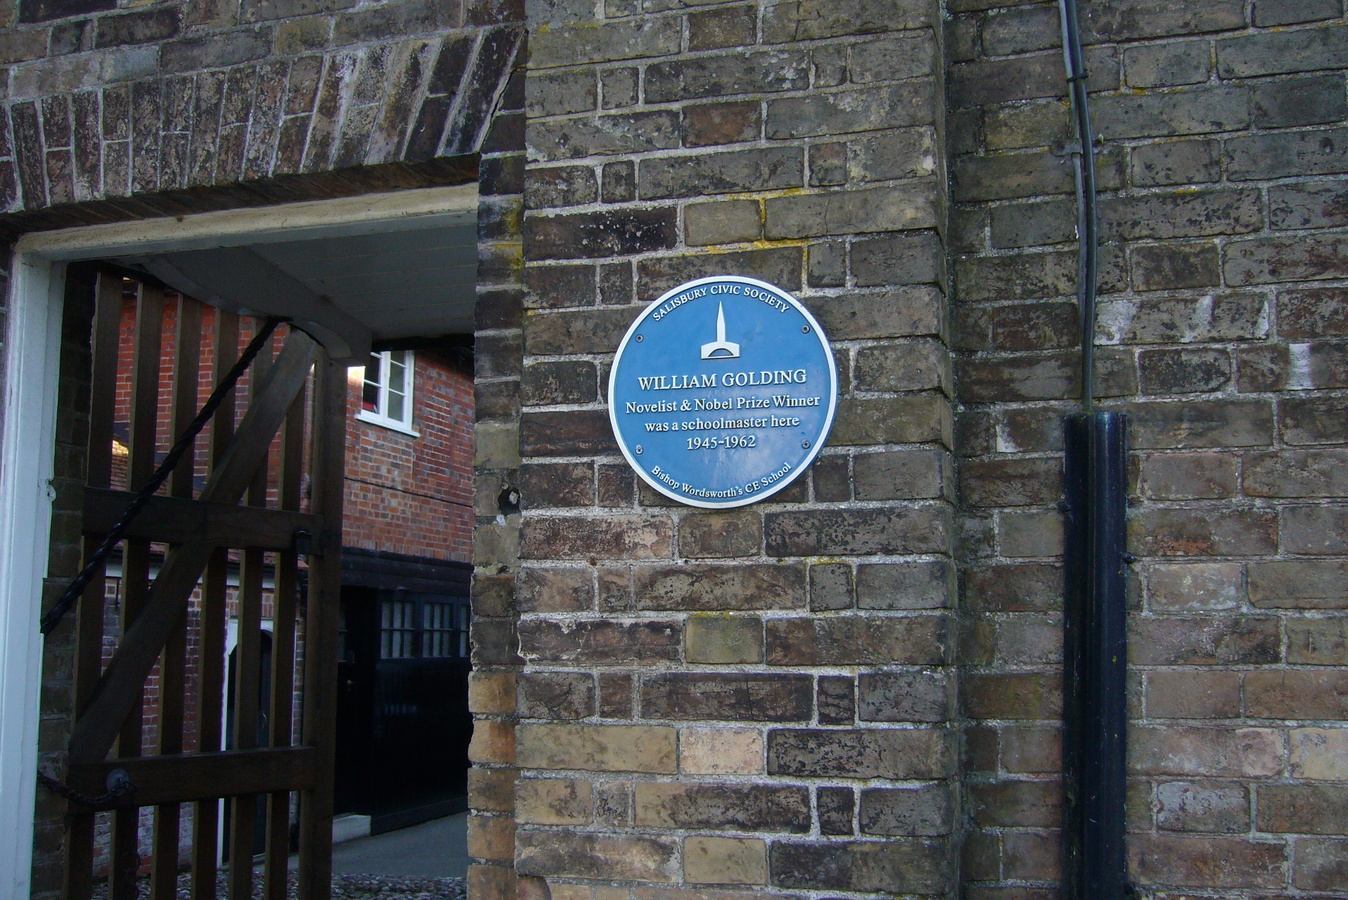 SALISBURY CIVIC SOCIETY
WILLIAM GOLDING
Novelist & Nobel Prize Winner
was a schoolmaster here
1945-1962
Bishop Wordsworth's CE School